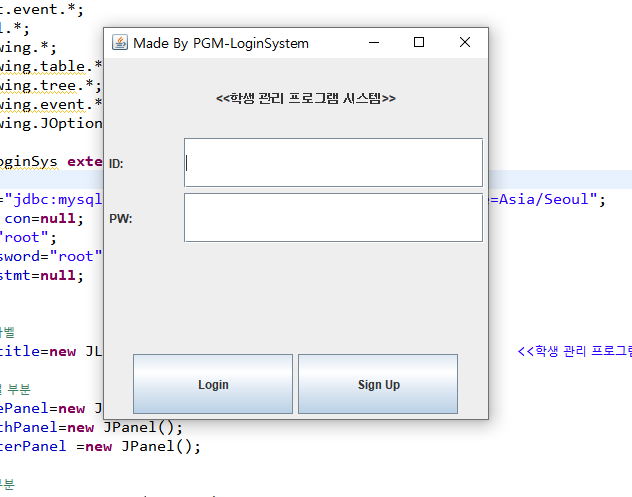 t.event.*;
l.*;
wing.*;
wing.table.*
wing.tree.*;
wing.event.*
wing.JOption
Made By PGM-LoginSystem
<<학생 관리 프로그램 시스템>>
oginSys exte
ID:
="jdbc:mysql
e=Asia/Seoul";
con=null;
"root";
PW:
sword="root"
stmt=null;
라벨
title=new JL
<<학생 관리 프로그램
부분
Login
Sign Up
ePanel=new J
thPanel=new JPanel();
terPanel =new JPanel();
부분